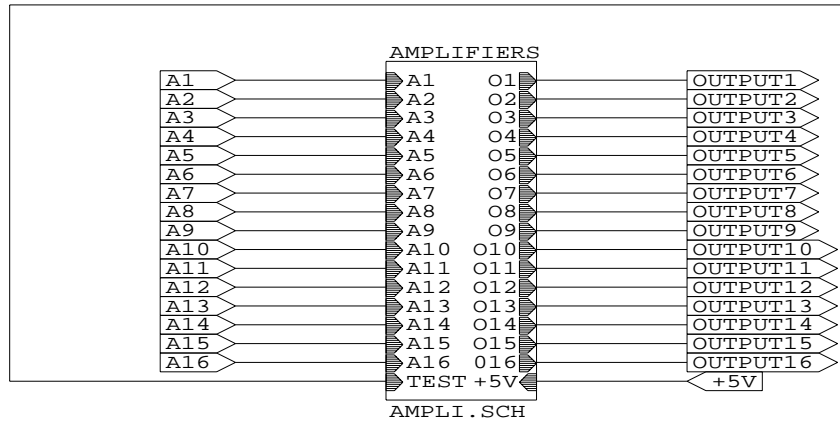 AMPLIFIERS
A1 A1 O1 OUTPUT1
A2 A2 O2 OUTPUT2
A3 A3 O3 OUTPUT3
A4 A4 O4 OUTPUT4
A5 A5 O5 OUTPUT5
A6 A6 O6 OUTPUT6
A7 A7 O7 OUTPUT7
A8 A8 O8 OUTPUT8
A9 A9 O9 OUTPUT9
A10 A10 O10 OUTPUT10
A11 A11 O11 OUTPUT11
A12 A12 O12 OUTPUT12
A13 A13 O13 OUTPUT13
A14 A14 O14 OUTPUT14
A15 A15 O15 OUTPUT15
A16 A16 016 OUTPUT16
TEST +5V +5V
AMPLI.SCH